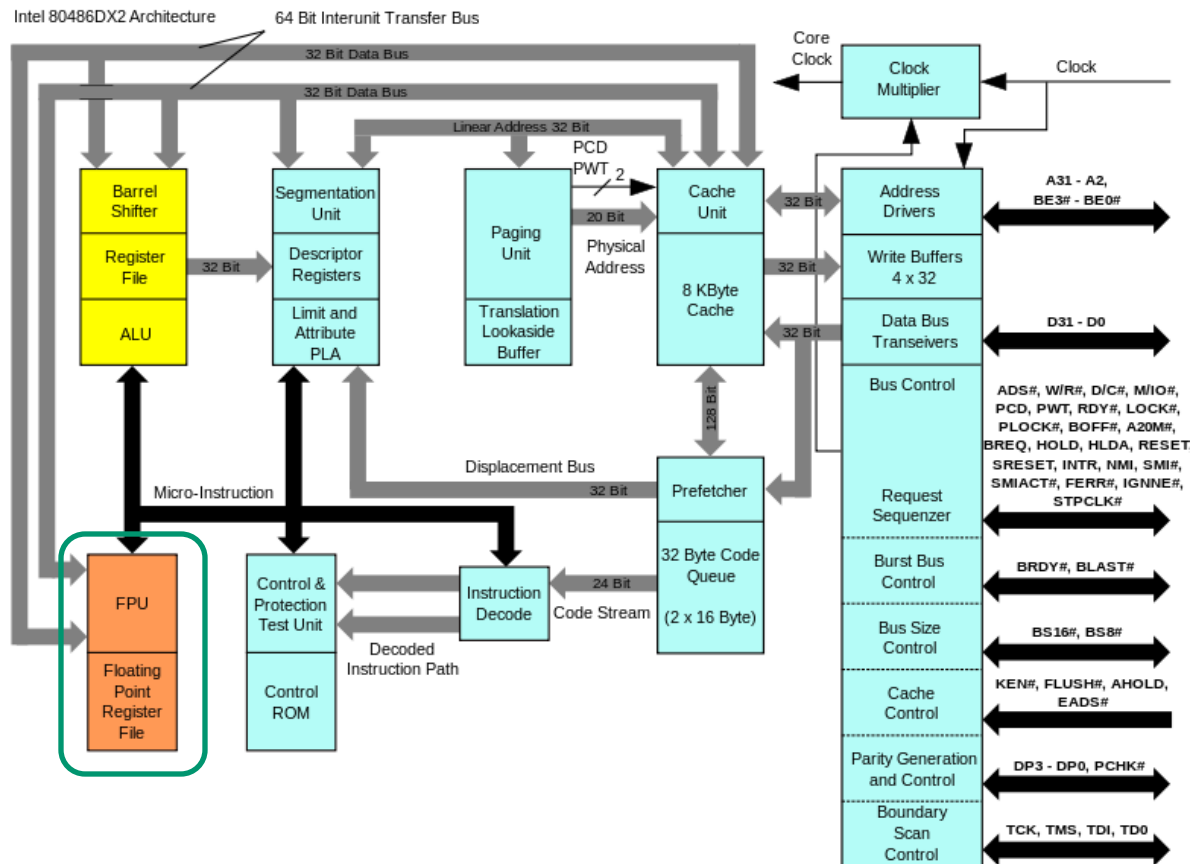 Intel 80486DX2 Architecture
64 Bit Interunit Transfer Bus
32 Bit Data Bus
32 Bit Data Bus
Linear Address 32 Bit
PCD
PWT
2
20 Bit
Physical
Address
Core
Clock
Clock
Multiplier
Clock
Barrel
Shifter
Register
File
ALU
32 Bit
Segmentation
Unit
Descriptor
Registers
Limit and
Attribute
PLA
Paging
Unit
Translation
Lookaside
Buffer
Cache
Unit
8 KByte
Cache
32 Bit
32 Bit
32 Bit
128 Bit
Address
Drivers
Write Buffers
4 x 32
Data Bus
Transeivers
Bus Control
Request
Sequenzer
Burst Bus
Control
Bus Size
Control
Cache
Control
Parity Generation
and Control
Boundary
Scan
Control
A31 - A2,
BE3# - BE0#
D31 - D0
ADS#, W/R#, D/C#, M/IO#,
PCD, PWT, RDY#, LOCK#,
PLOCK#, BOFF#, A20M#,
BREQ, HOLD, HLDA, RESET,
SRESET, INTR, NMI, SMI#,
SMIACT#, FERR#, IGNNE#,
STPCLK#
BRDY#, BLAST#
BS16#, BS8#
KEN#, FLUSH#, AHOLD,
EADS#
DP3 - DP0, PCHK#
TCK, TMS, TDI, TD0
Displacement Bus
32 Bit
Micro-Instruction
Prefetcher
32 Byte Code
Queue
(2 x 16 Byte)
24 Bit
Code Stream
Instruction
Decode
Decoded
Instruction Path
Control &
Protection
Test Unit
Control
ROM
FPU
Floating
Point
Register
File